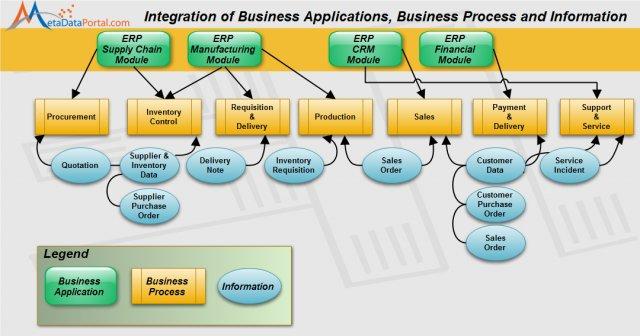 MetaDataPortal.com
Integration of Business Applications, Business Process and Information
ERP
Supply Chain
Module
ERP
Manufacturing
Module
ERP
CRM
Module
ERP
Financial
Module
Procurement
Inventory
Control
Requisition
&
Delivery
Production
Sales
Payment
&
Delivery
Support
&
Service
Quotation
Supplier &
Inventory
Data
Delivery
Note
Inventory
Requisition
Sales
Order
Customer
Data
Service
Incident
Supplier
Purchase
Order
Customer
Purchase
Order
Sales
Order
Legend
Business
Application
Business
Process
Information